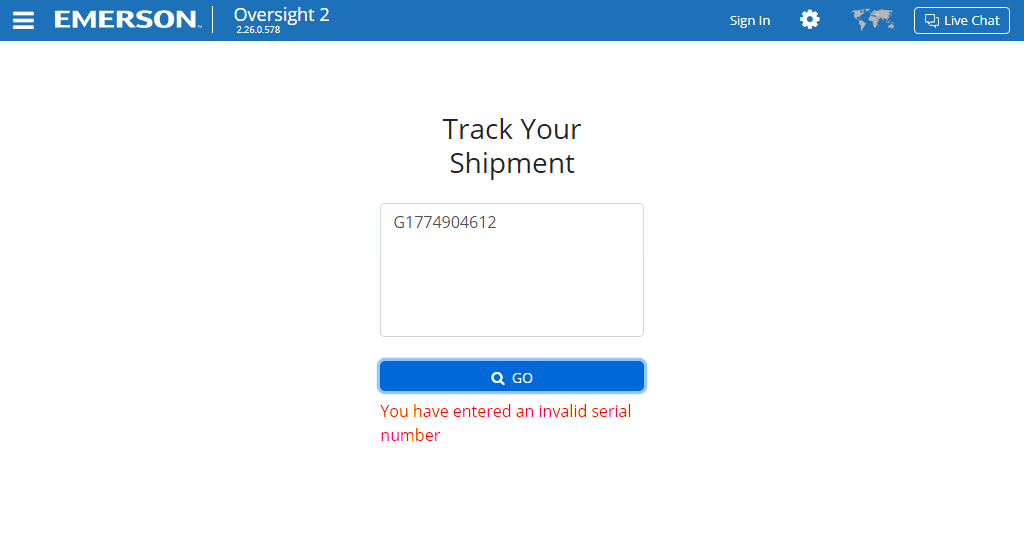 EMERSON™
Oversight 2
2.26.0.578
Sign In
Live Chat
Track Your
Shipment
G1774904612
GO
You have entered an invalid serial
number